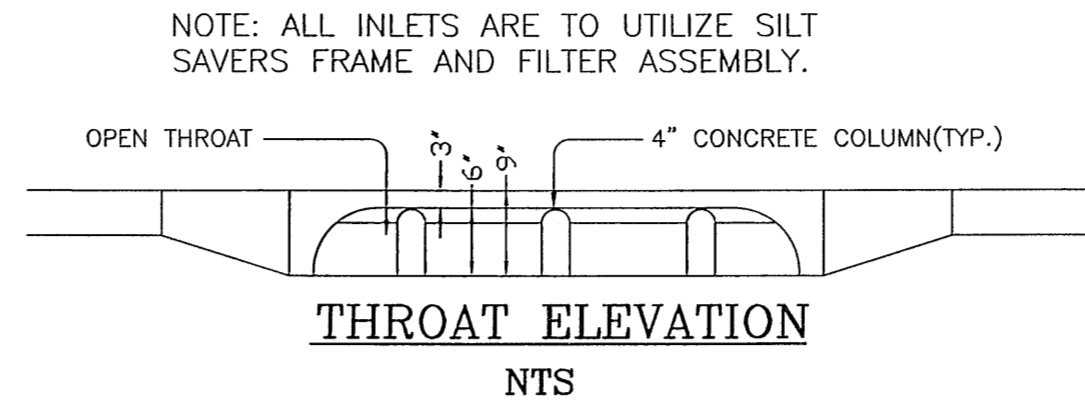 NOTE: ALL INLETS ARE TO UTILIZE SILT
SAVERS FRAME AND FILTER ASSEMBLY.
OPEN THROAT
3"
6"
9"
4" CONCRETE COLUMN(TYP.)
THROAT ELEVATION
NTS